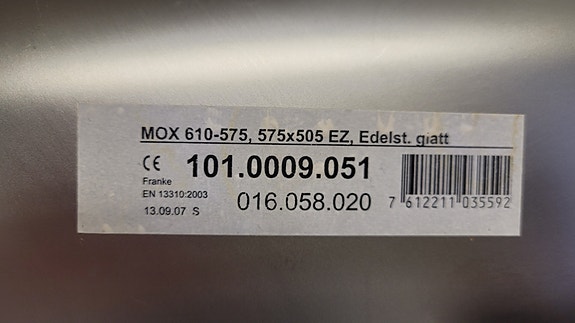 MOX 610-575, 575x505 EZ, Edelst. glatt
CE 101.0009.051
Franke
EN 13310:2003
016.058.020
13.09.07 S
7 612211 035592